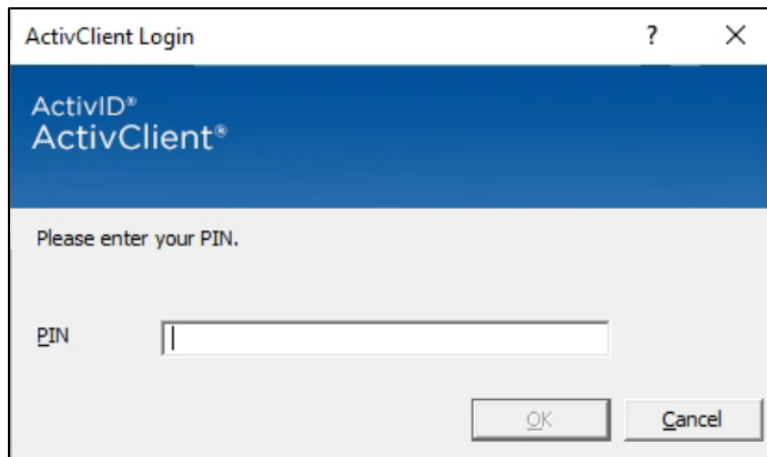 ActivClient Login ?
ActivID®
ActivClient®
Please enter your PIN.
PIN
OK Cancel